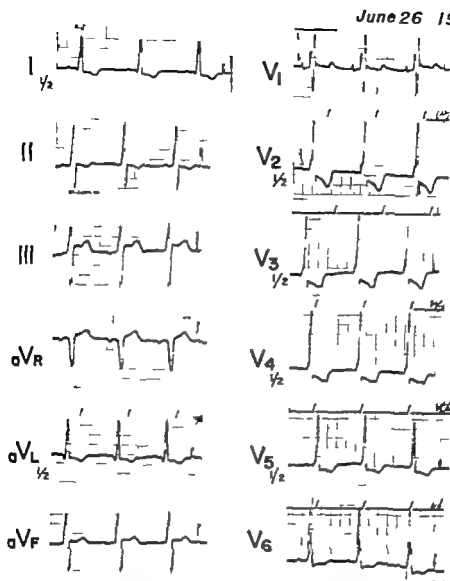 June 26 19
I 1/2
II
III
aVR
aVL 1/2
aVF
V1
V2 1/2
V3 1/2
V4 1/2
V5 1/2
V6